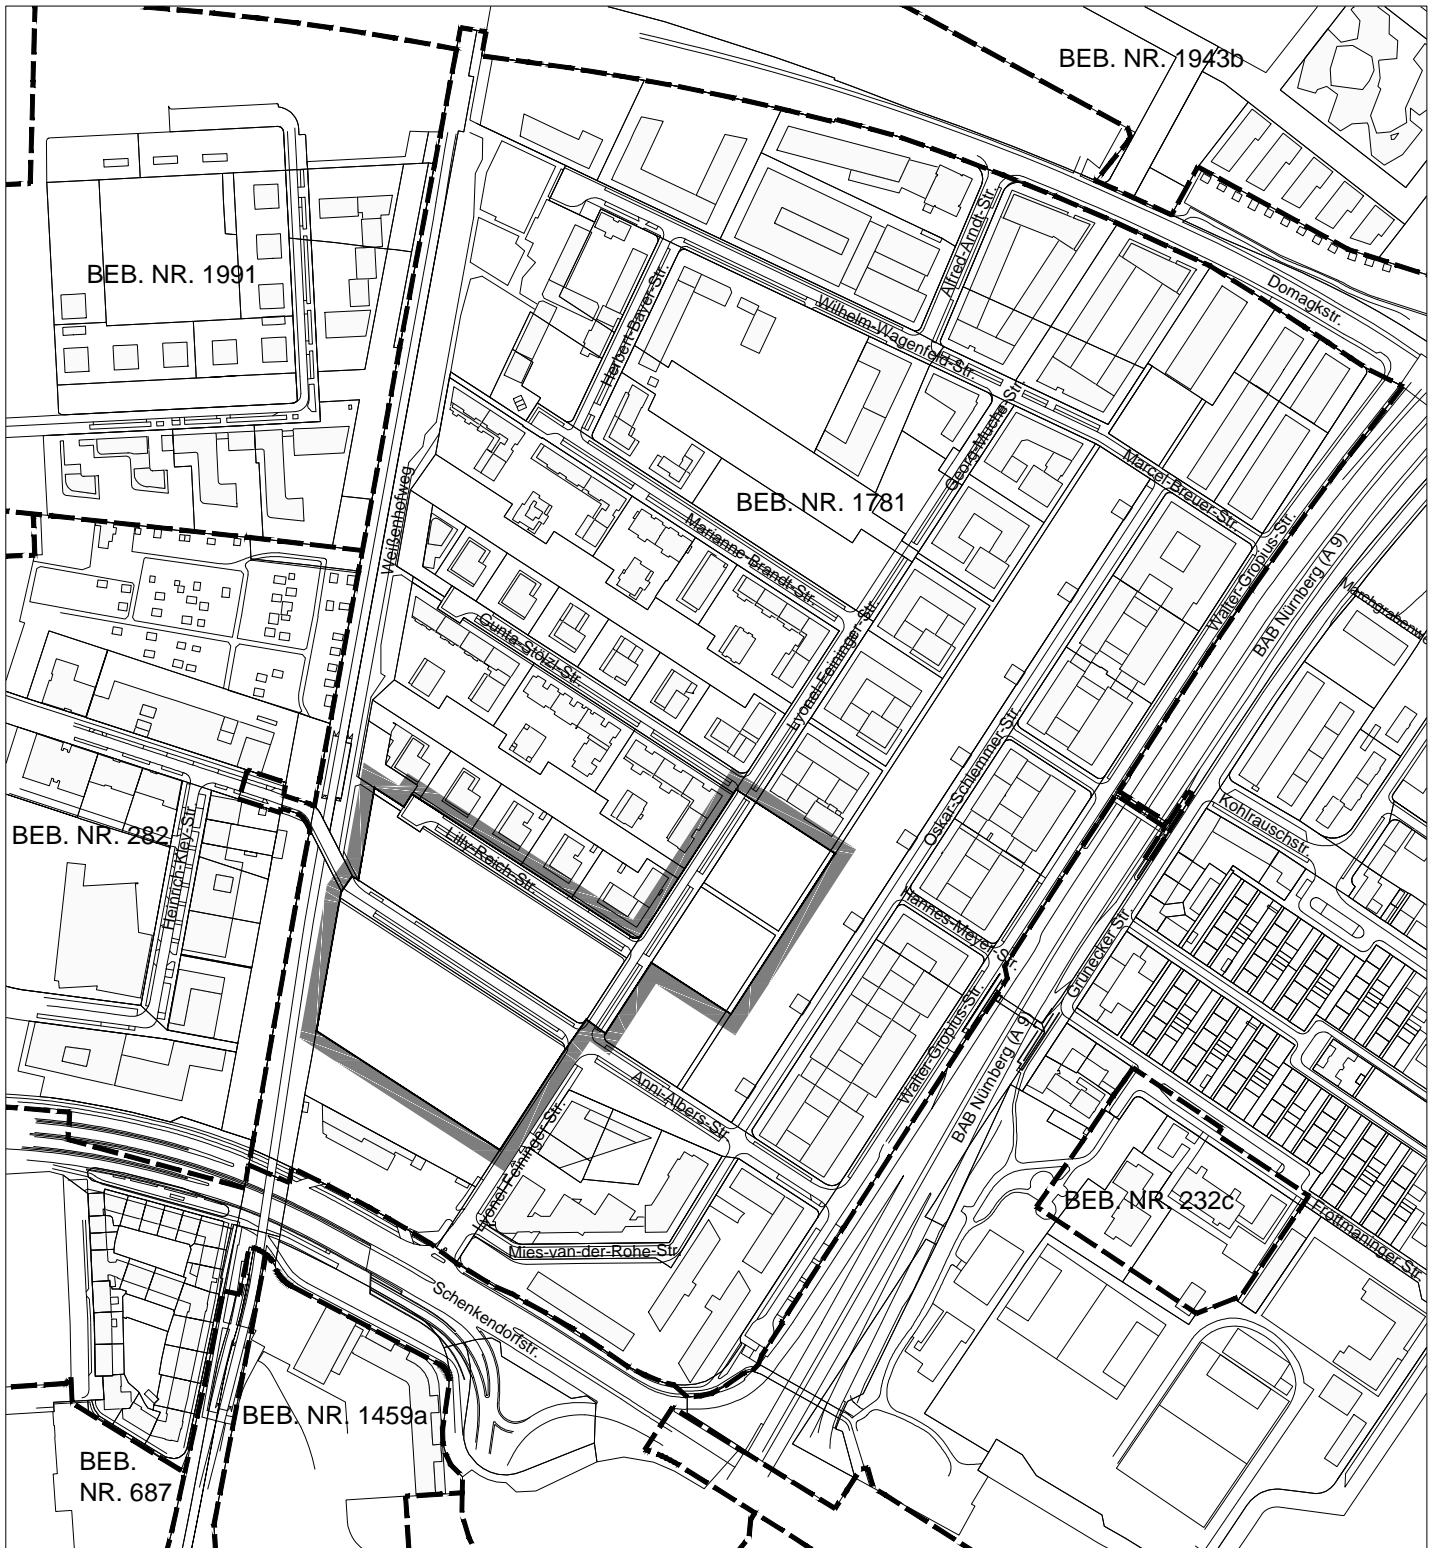 BEB. NR. 1943b
BEB. NR. 1991
Domagkstr.
Alfred-Arndt-Str.
Herbert-Bayer-Str.
Wilhelm-Wagenfeld-Str.
Georg-Muche-Str.
Marcel-Breuer-Str.
BEB. NR. 1781
Weißenhofweg
Marianne-Brandt-Str.
Walter-Gropius-Str.
BAB Nürnberg (A 9)
Gunta-Stölzl-Str.
Lyonel-Feininger-Str.
Oskar-Schlemmer-Str.
Kohlrauschstr.
BEB. NR. 282
Heinrich-Kley-Str.
Lilly-Reich-Str.
Hannes-Meyer-Str.
Grunecker Str.
Walter-Gropius-Str.
BAB Nürnberg (A 9)
Anni-Albers-Str.
Lyonel-Feininger Str.
BEB. NR. 232c
Frottmaninger Str.
Mies-van-der-Rohe-Str.
Schenkendorfstr.
BEB. NR. 1459a
BEB.
NR. 687